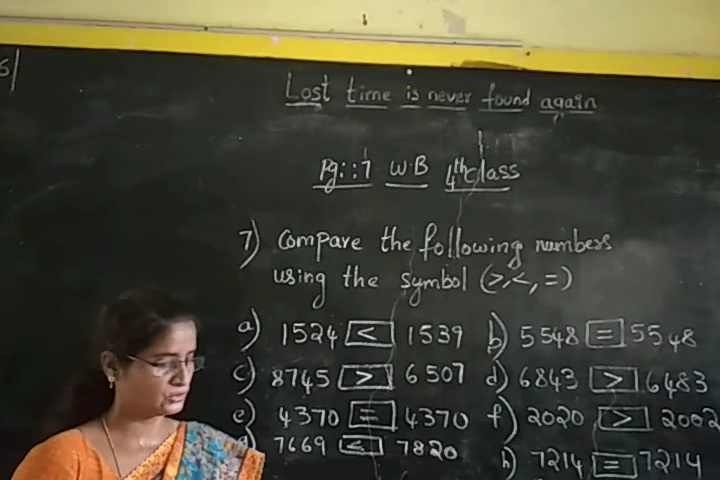 Lost time is never found again
Pg::7 W.B 4th class
7) Compare the following numbers
using the symbol (>,<,=)
a) 1524 < 1539 b) 5548 = 5548
c) 8745 > 6507 d) 6843 > 6483
e) 4370 = 4370 f) 2020 > 2002
g) 7669 < 7820
h) 7214 = 7214